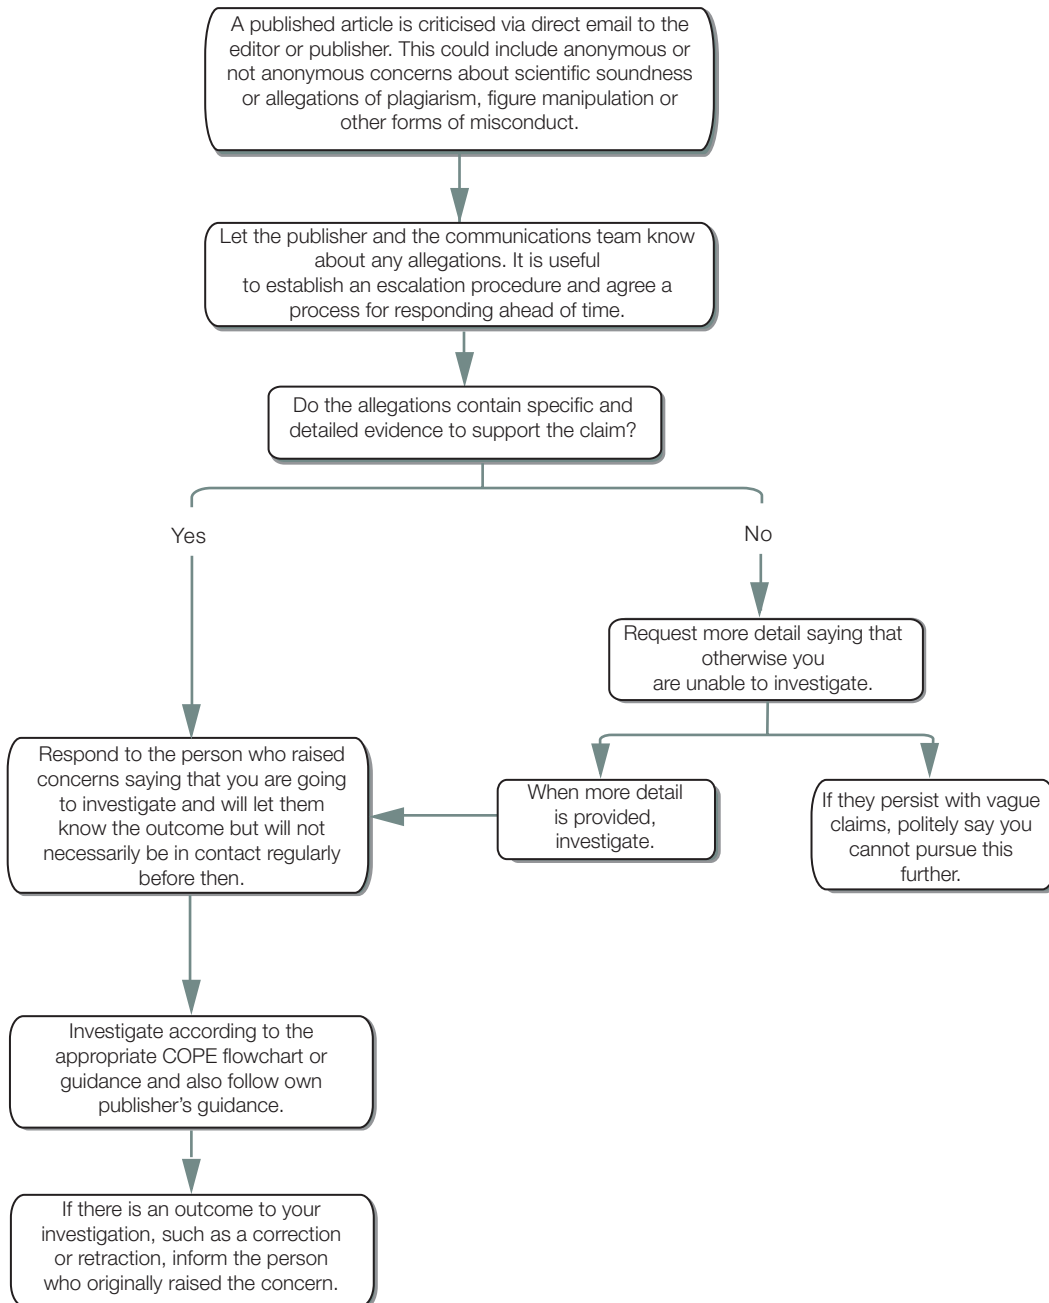 A published article is criticised via direct email to the
editor or publisher. This could include anonymous or
not anonymous concerns about scientific soundness
or allegations of plagiarism, figure manipulation or
other forms of misconduct.
Let the publisher and the communications team know
about any allegations. It is useful
to establish an escalation procedure and agree a
process for responding ahead of time.
Do the allegations contain specific and
detailed evidence to support the claim?
Yes
No
Request more detail saying that
otherwise you
are unable to investigate.
Respond to the person who raised
concerns saying that you are going
to investigate and will let them
know the outcome but will not
necessarily be in contact regularly
before then.
When more detail
is provided,
investigate.
If they persist with vague
claims, politely say you
cannot pursue this
further.
Investigate according to the
appropriate COPE flowchart or
guidance and also follow own
publisher’s guidance.
If there is an outcome to your
investigation, such as a correction
or retraction, inform the person
who originally raised the concern.